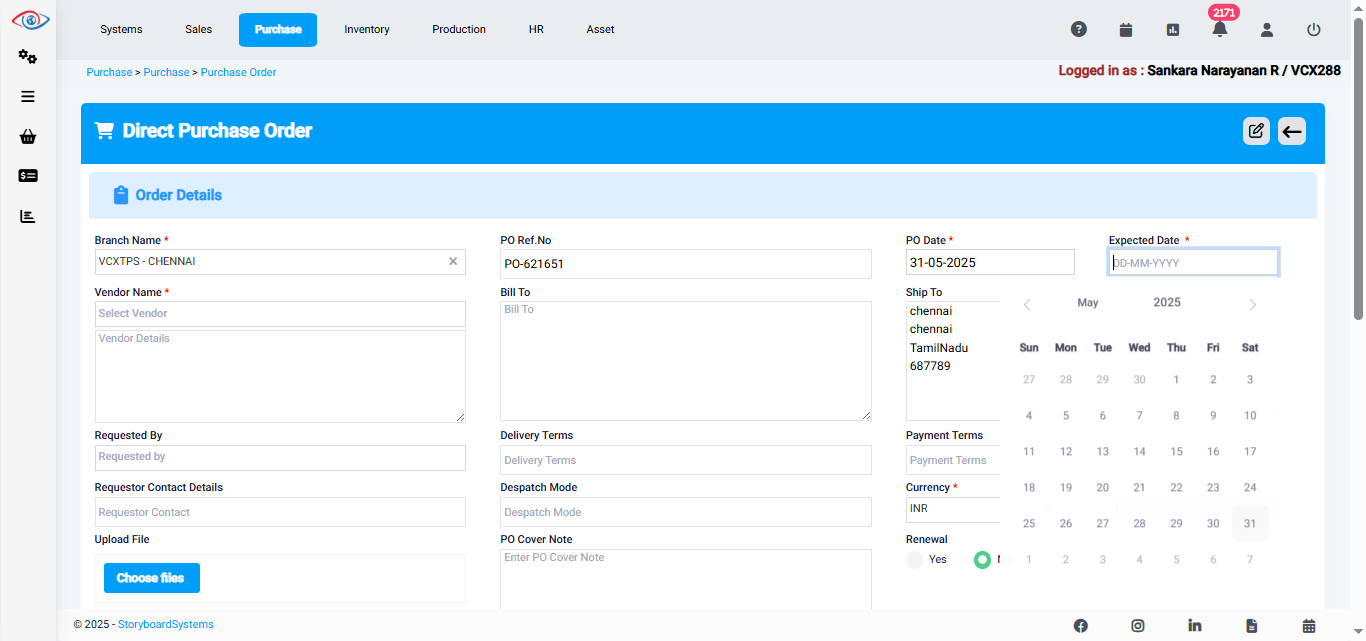 Systems Sales Purchase Inventory Production HR Asset 2171
Purchase > Purchase > Purchase Order
Logged in as : Sankara Narayanan R / VCX288
Direct Purchase Order
Order Details
Branch Name *
VCXTPS - CHENNAI
PO Ref.No
PO-621651
PO Date *
31-05-2025
Expected Date *
DD-MM-YYYY
Vendor Name *
Select Vendor
Vendor Details
Bill To
Bill To
Ship To
chennai
chennai
TamilNadu
687789
May 2025
Sun Mon Tue Wed Thu Fri Sat
27 28 29 30 1 2 3
4 5 6 7 8 9 10
11 12 13 14 15 16 17
18 19 20 21 22 23 24
25 26 27 28 29 30 31
1 2 3 4 5 6 7
Requested By
Requested by
Delivery Terms
Delivery Terms
Payment Terms
Payment Terms
Requestor Contact Details
Requestor Contact
Despatch Mode
Despatch Mode
Currency *
INR
Upload File
Choose files
PO Cover Note
Enter PO Cover Note
Renewal
Yes
© 2025 - StoryboardSystems